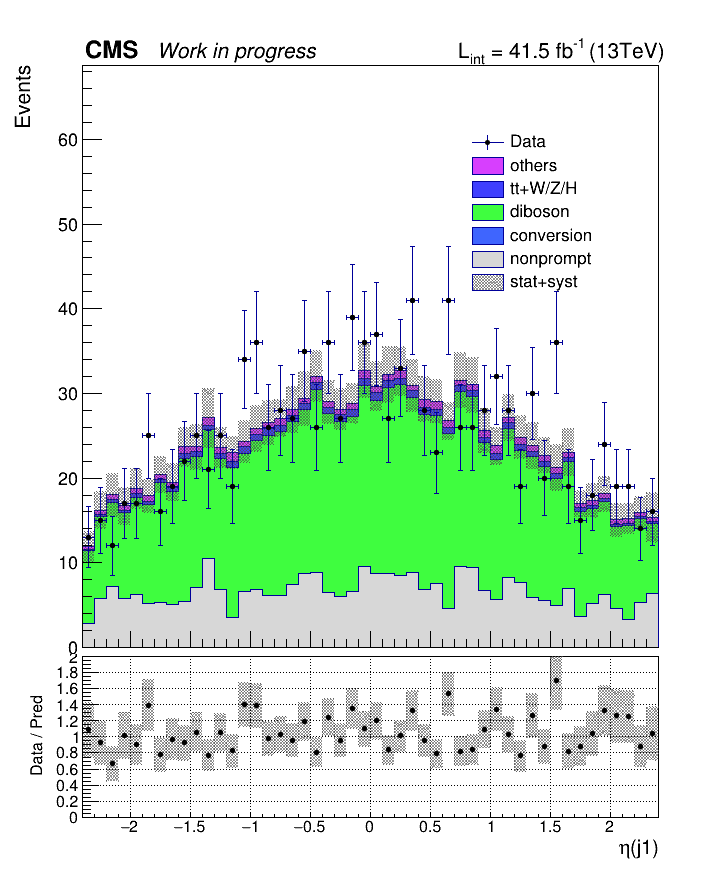 CMS Work in progress L_int = 41.5 fb^-1 (13TeV)
Events
60
50
40
30
20
10
0
Data
others
tt+W/Z/H
diboson
conversion
nonprompt
stat+syst
Data / Pred
2
1.8
1.6
1.4
1.2
1
0.8
0.6
0.4
0.2
0
−2 −1.5 −1 −0.5 0 0.5 1 1.5 2
η(j1)